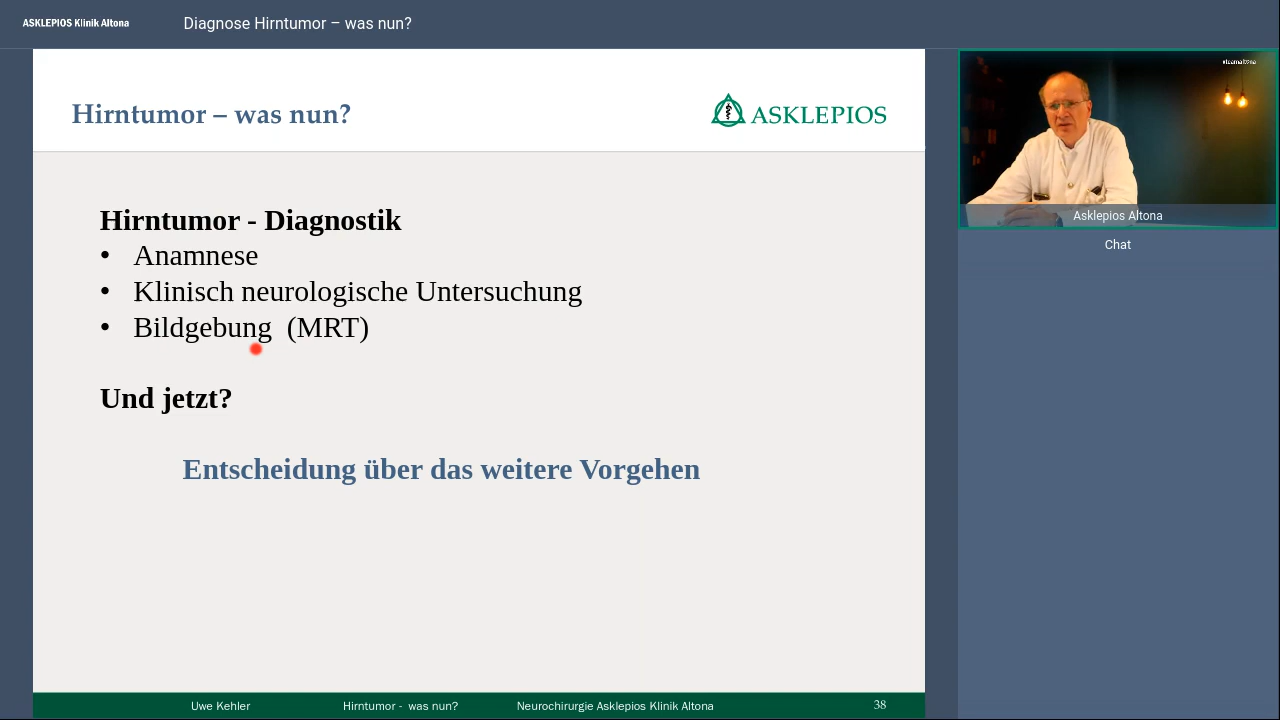 ASKLEPIOS Klinik Altona
Diagnose Hirntumor – was nun?
Hirntumor – was nun?
ASKLEPIOS
Hirntumor - Diagnostik
• Anamnese
• Klinisch neurologische Untersuchung
• Bildgebung (MRT)
Und jetzt?
Entscheidung über das weitere Vorgehen
Uwe Kehler
Hirntumor - was nun?
Neurochirurgie Asklepios Klinik Altona
38
#teamaltona
Asklepios Altona
Chat